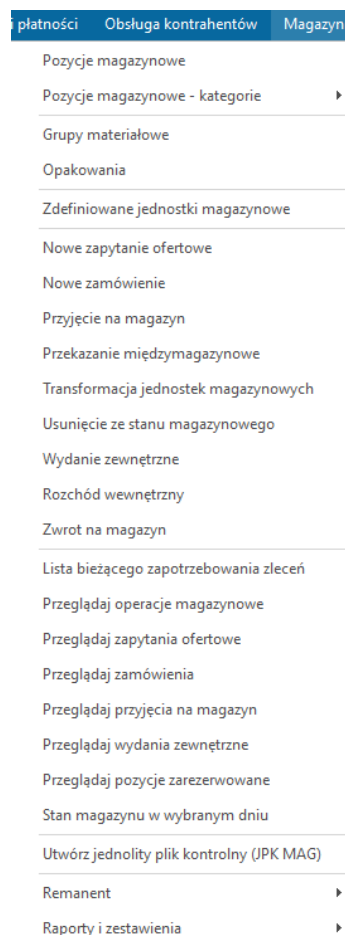 i płatności Obsługa kontrahentów Magazyn
Pozycje magazynowe
Pozycje magazynowe - kategorie
Grupy materiałowe
Opakowania
Zdefiniowane jednostki magazynowe
Nowe zapytanie ofertowe
Nowe zamówienie
Przyjęcie na magazyn
Przekazanie międzymagazynowe
Transformacja jednostek magazynowych
Usunięcie ze stanu magazynowego
Wydanie zewnętrzne
Rozchód wewnętrzny
Zwrot na magazyn
Lista bieżącego zapotrzebowania zleceń
Przeglądaj operacje magazynowe
Przeglądaj zapytania ofertowe
Przeglądaj zamówienia
Przeglądaj przyjęcia na magazyn
Przeglądaj wydania zewnętrzne
Przeglądaj pozycje zarezerwowane
Stan magazynu w wybranym dniu
Utwórz jednolity plik kontrolny (JPK MAG)
Remanent
Raporty i zestawienia